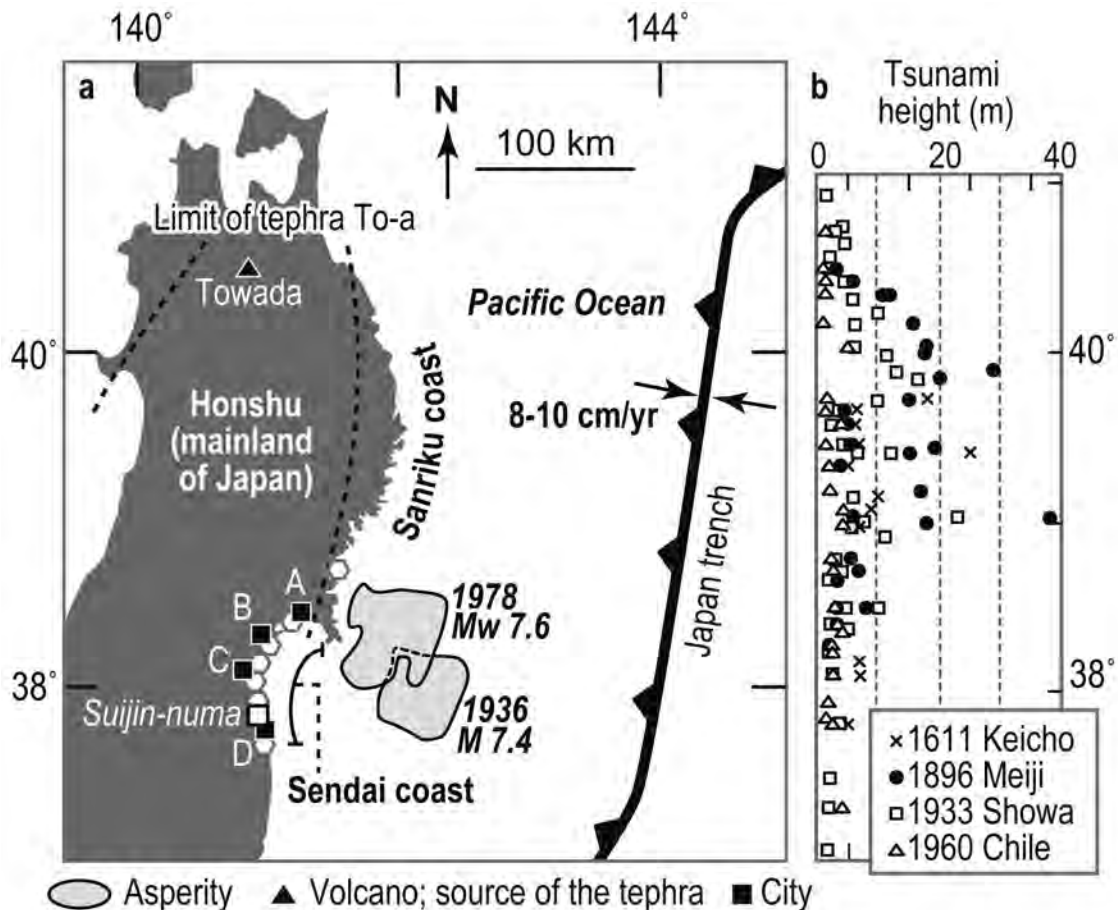 140° 144°
a
N
100 km
Limit of tephra To-a
Towada
Pacific Ocean
40°
Honshu
(mainland
of Japan)
Sanriku coast
8-10 cm/yr
Japan trench
A
B
C
D
1978
Mw 7.6
1936
M 7.4
38°
Suijin-numa
Sendai coast
Asperity
Volcano; source of the tephra
City
b
Tsunami
height (m)
0 20 40
40°
38°
1611 Keicho
1896 Meiji
1933 Showa
1960 Chile